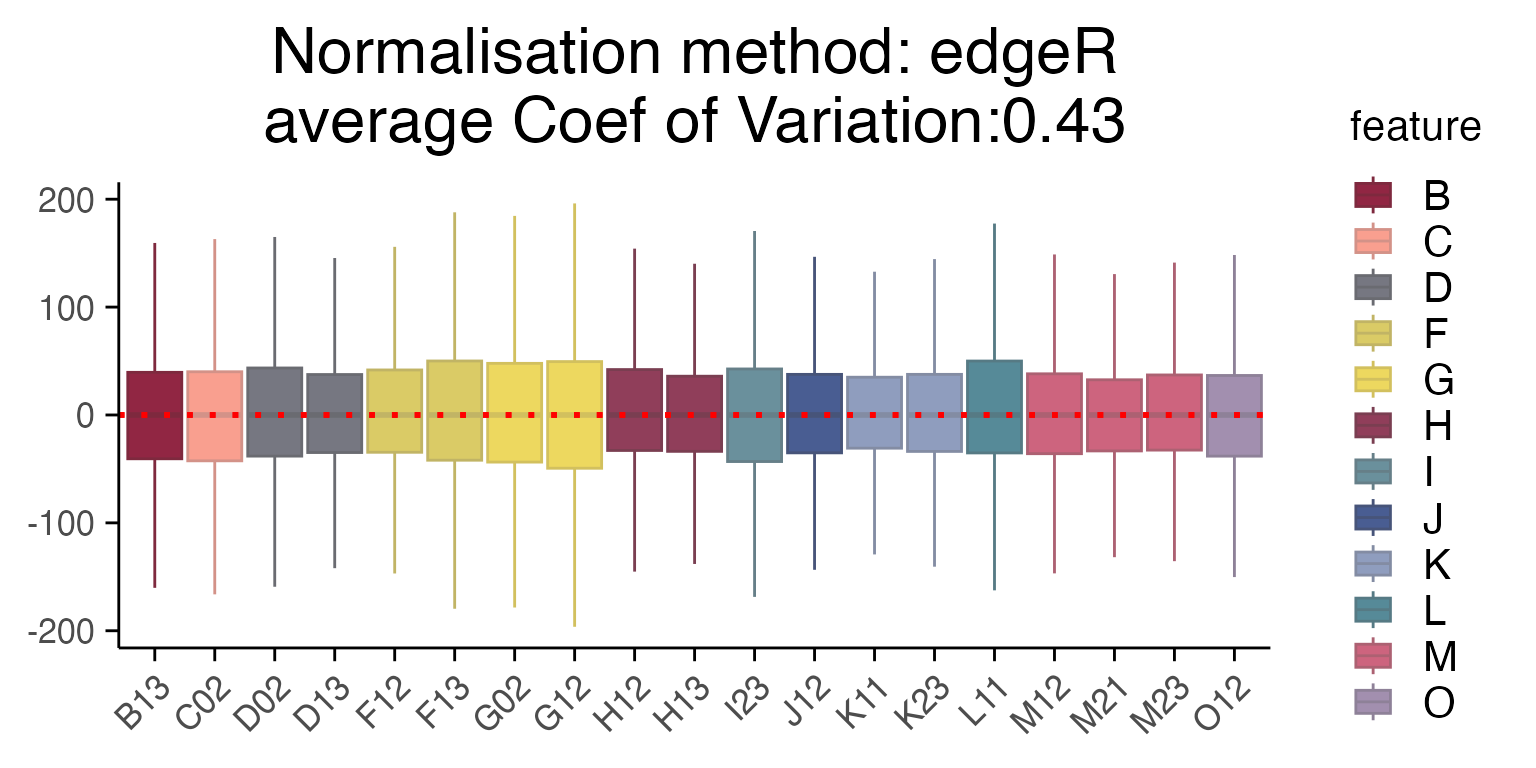 Normalisation method: edgeR
average Coef of Variation:0.43
200
100
0
-100
-200
B13
C02
D02
D13
F12
F13
G02
G12
H12
H13
I23
J12
K11
K23
L11
M12
M21
M23
O12
feature
B
C
D
F
G
H
I
J
K
L
M
O